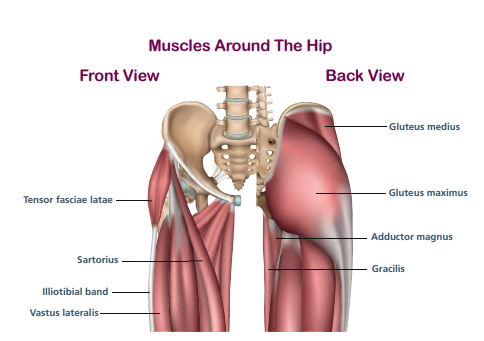 Muscles Around The Hip
Front View
Back View
Gluteus medius
Gluteus maximus
Tensor fasciae latae
Adductor magnus
Sartorius
Gracilis
Illiotibial band
Vastus lateralis